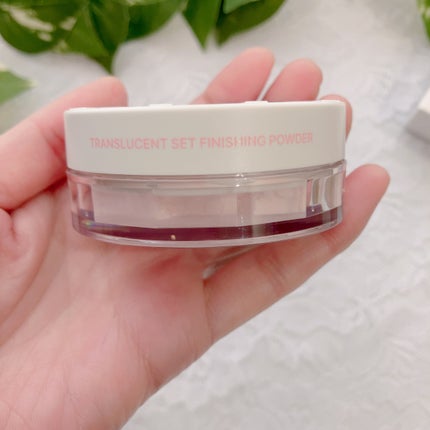 TRANSLUCENT SET FINISHING POWDER